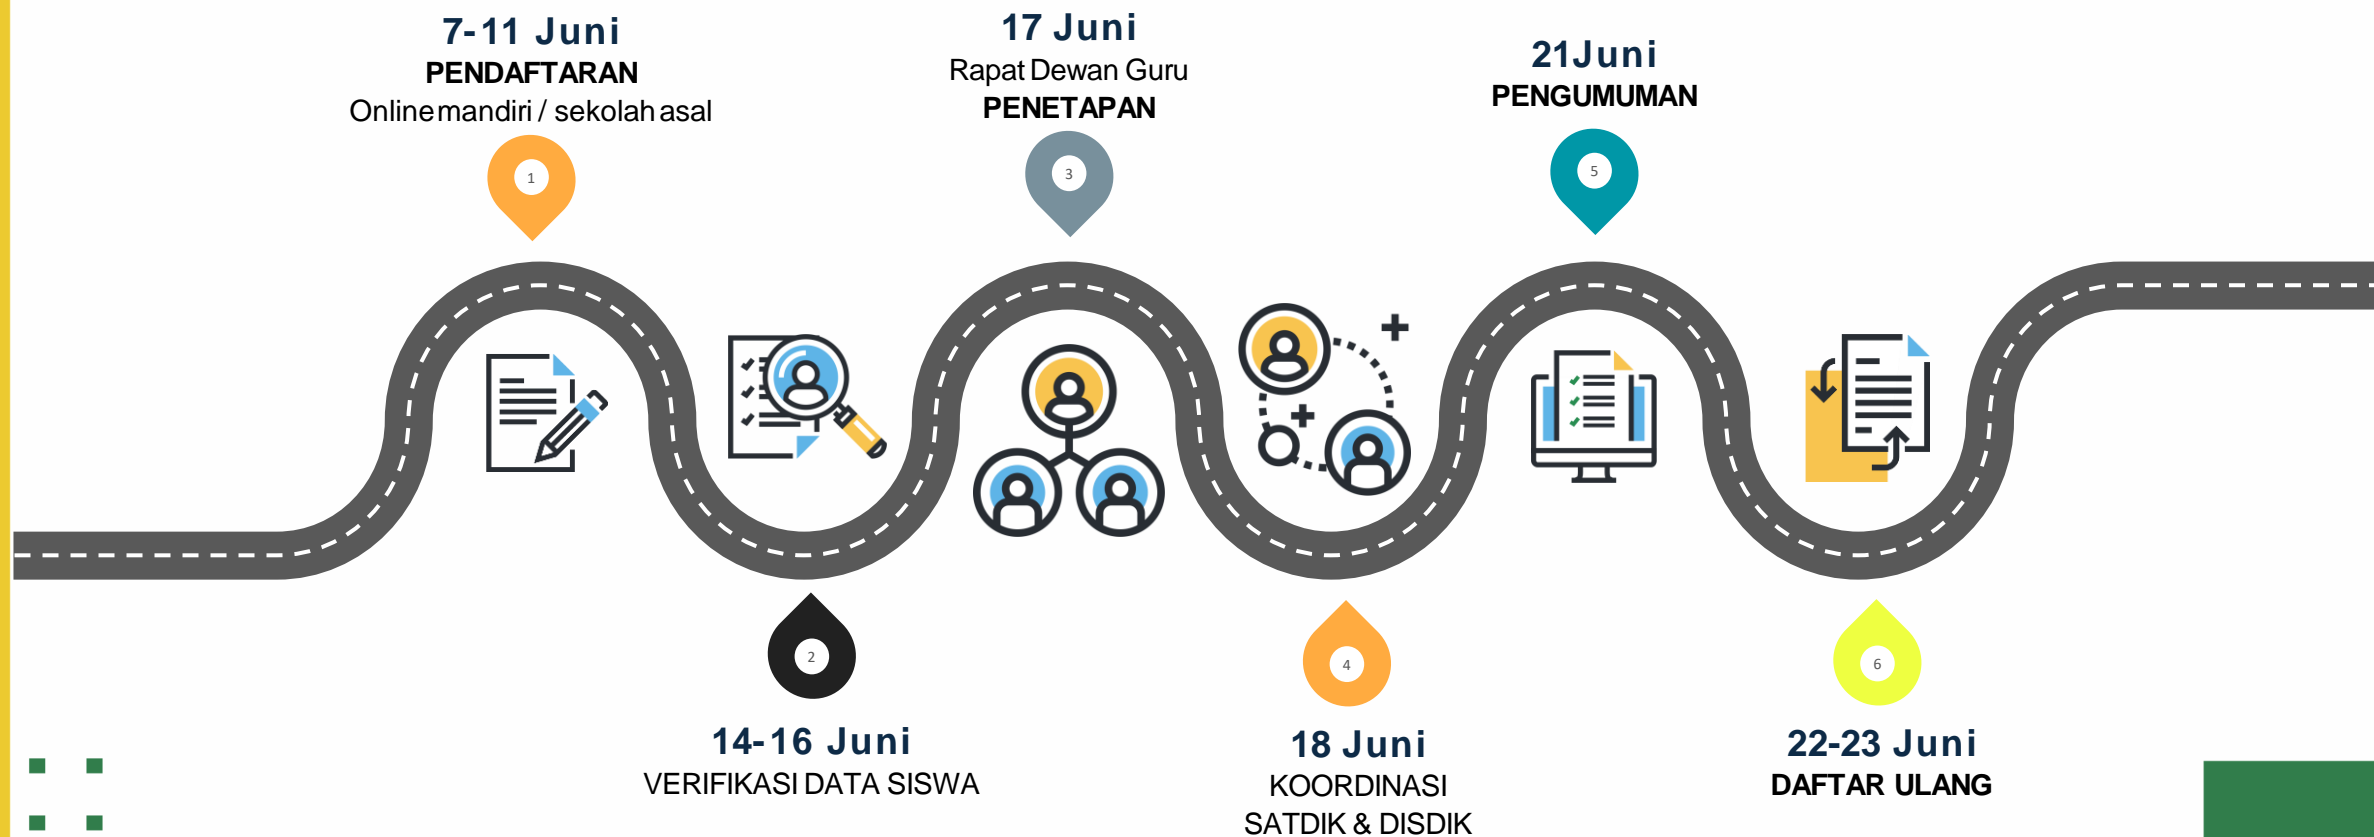 7-11 Juni
PENDAFTARAN
Online mandiri / sekolah asal
1
14-16 Juni
VERIFIKASI DATA SISWA
2
17 Juni
Rapat Dewan Guru
PENETAPAN
3
18 Juni
KOORDINASI
SATDIK & DISDIK
4
21Juni
PENGUMUMAN
5
22-23 Juni
DAFTAR ULANG
6